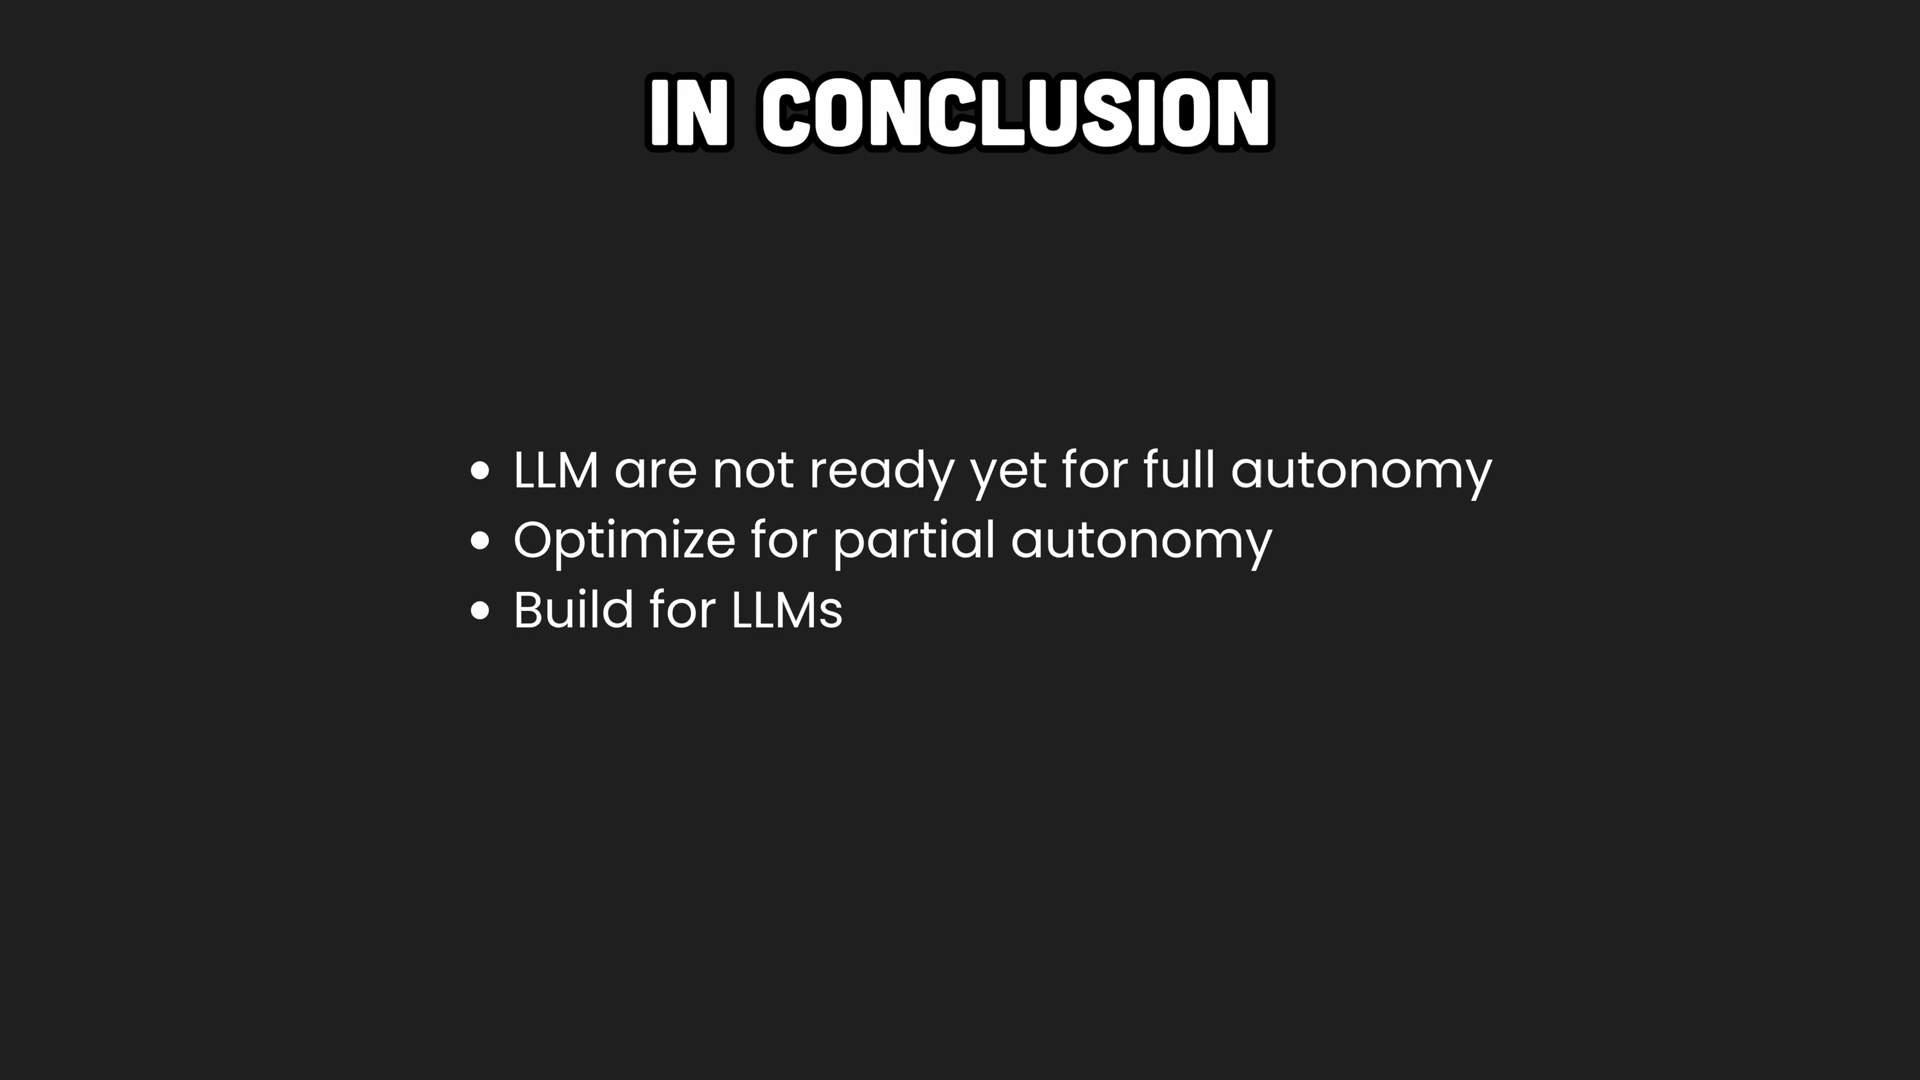 IN CONCLUSION
• LLM are not ready yet for full autonomy
• Optimize for partial autonomy
• Build for LLMs